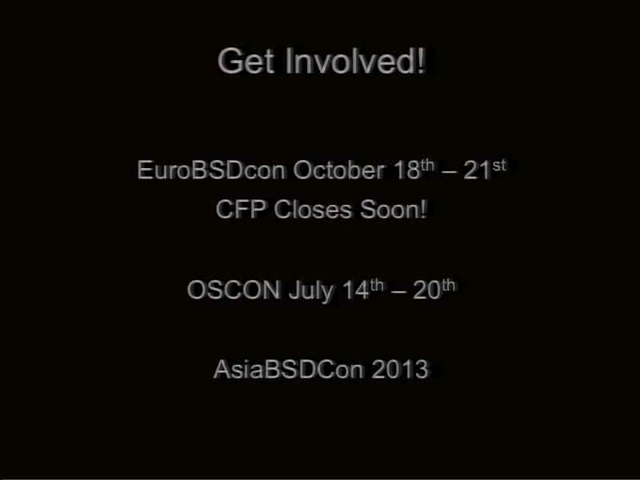 Get Involved!
EuroBSDcon October 18th – 21st
CFP Closes Soon!
OSCON July 14th – 20th
AsiaBSDCon 2013